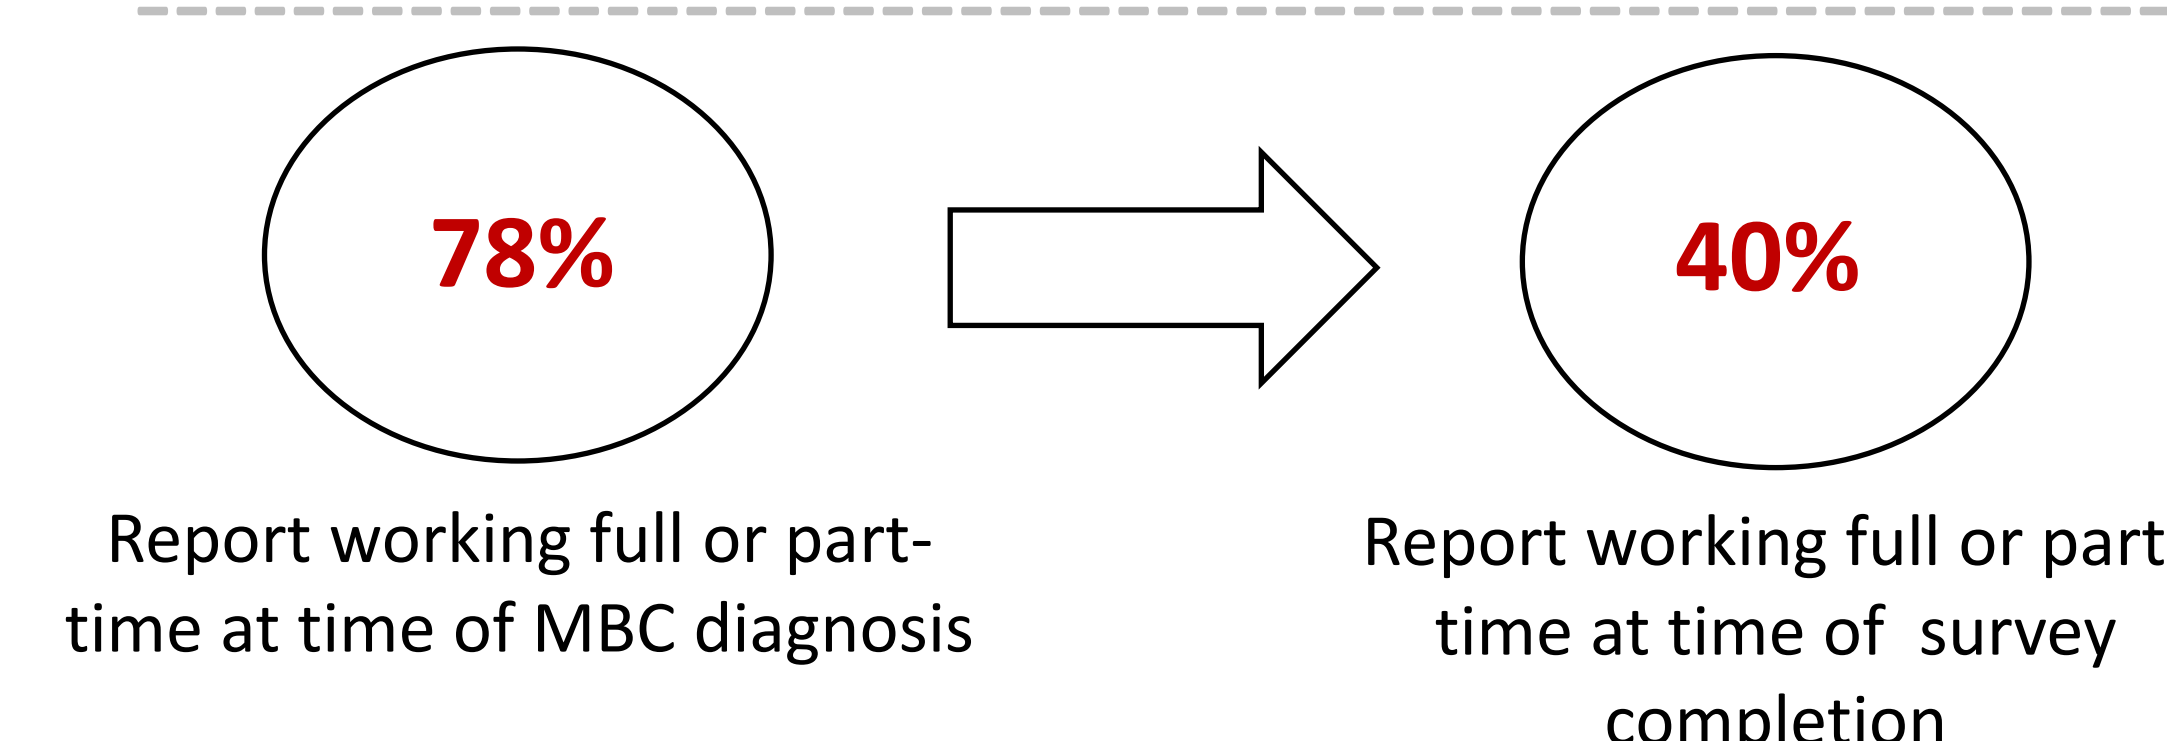 78%
40%
Report working full or part-
time at time of MBC diagnosis
Report working full or part
time at time of  survey
completion